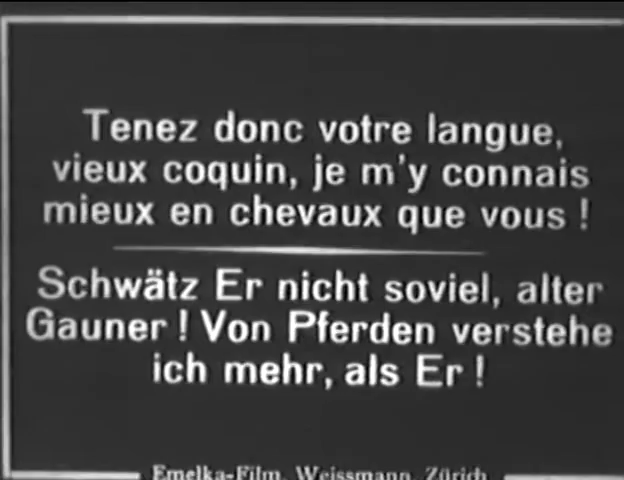 Tenez donc votre langue,
vieux coquin, je m'y connais
mieux en chevaux que vous !
Schwätz Er nicht soviel, alter
Gauner ! Von Pferden verstehe
ich mehr, als Er !
Emelka-Film, Weissmann, Zürich